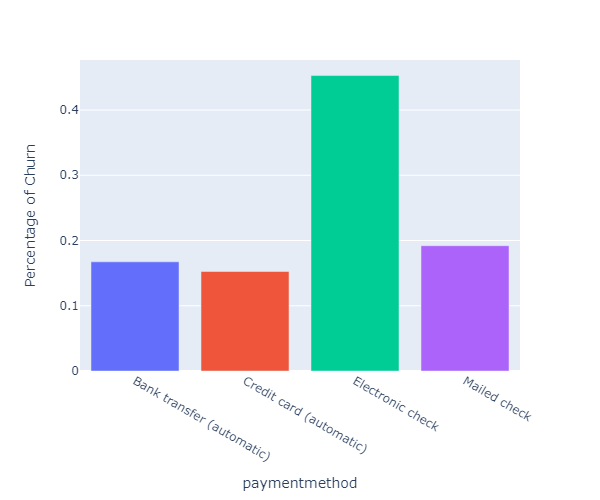 Percentage of Churn
0.4
0.3
0.2
0.1
0
Bank transfer (automatic)
Credit card (automatic)
Electronic check
Mailed check
paymentmethod